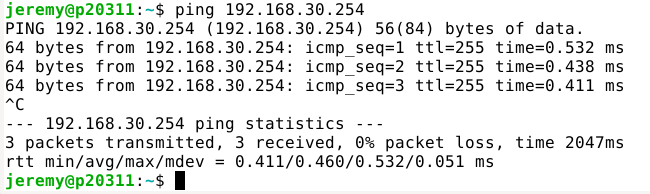 jeremy@p20311:~$ ping 192.168.30.254
PING 192.168.30.254 (192.168.30.254) 56(84) bytes of data.
64 bytes from 192.168.30.254: icmp_seq=1 ttl=255 time=0.532 ms
64 bytes from 192.168.30.254: icmp_seq=2 ttl=255 time=0.438 ms
64 bytes from 192.168.30.254: icmp_seq=3 ttl=255 time=0.411 ms
^C
--- 192.168.30.254 ping statistics ---
3 packets transmitted, 3 received, 0% packet loss, time 2047ms
rtt min/avg/max/mdev = 0.411/0.460/0.532/0.051 ms
jeremy@p20311:~$